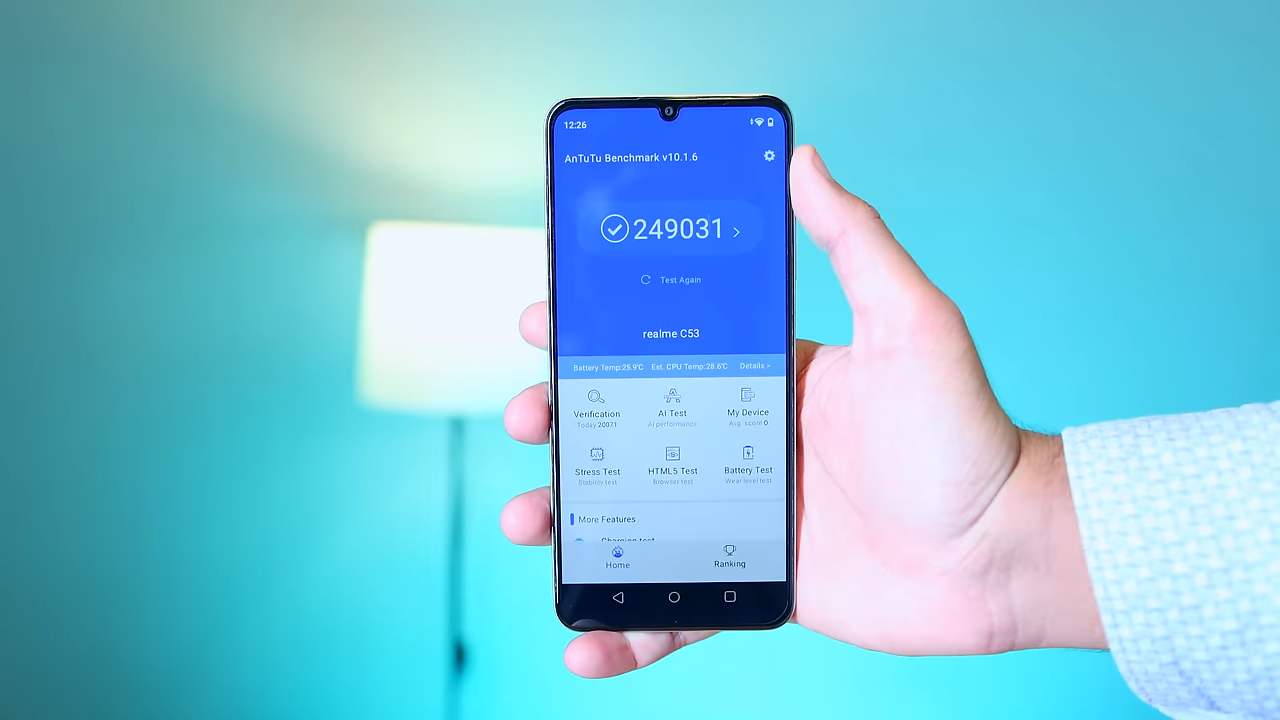 12:26
AnTuTu Benchmark v10.1.6
249031
Test Again
realme C53
Battery Temp:25.9℃ Est. CPU Temp:28.6℃ Details >
Verification AI Test My Device
Today 20071 AI performance Avg. score 0
Stress Test HTML5 Test Battery Test
Stability test Browser test Wear level test
More Features
Charging test
Home Ranking